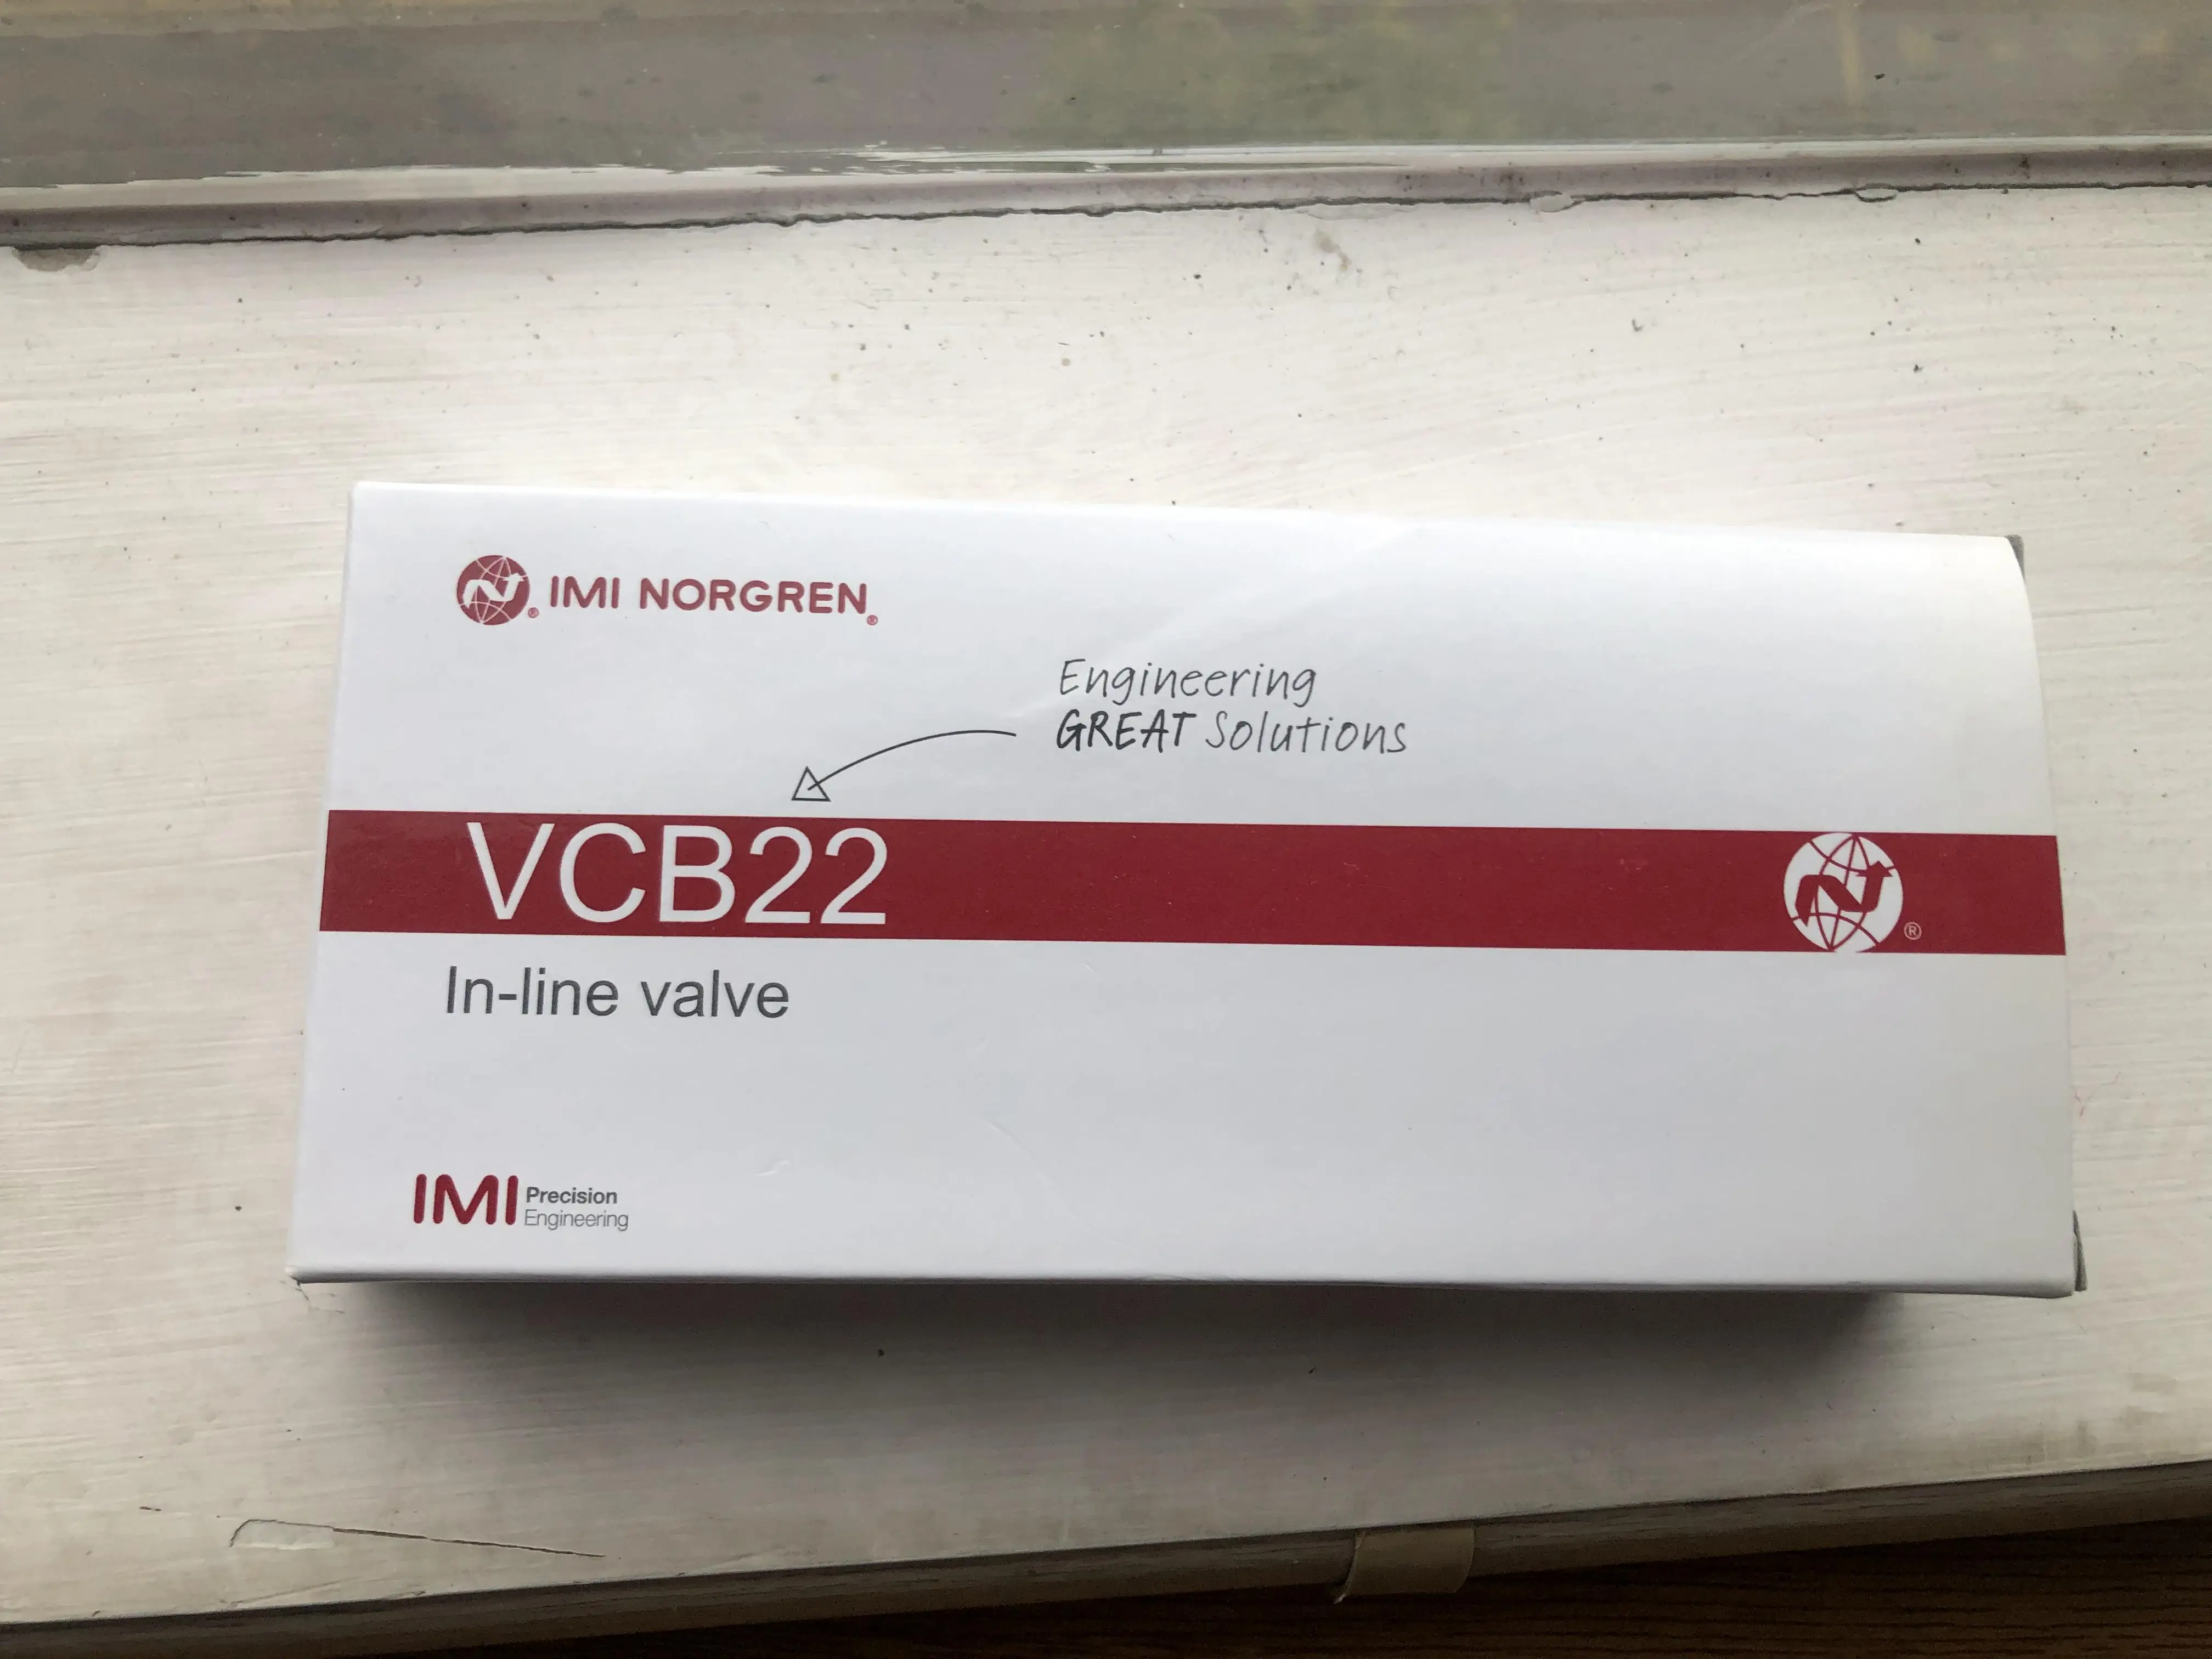 IMI NORGREN®
Engineering
GREAT Solutions
VCB22
®
In-line valve
IMI Precision
Engineering